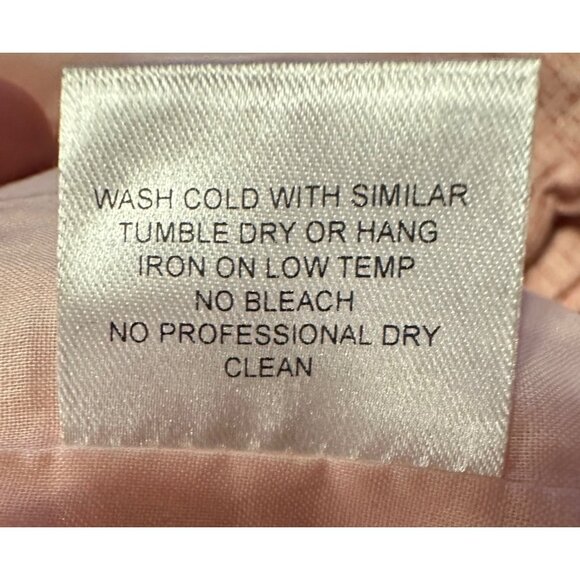 WASH COLD WITH SIMILAR
TUMBLE DRY OR HANG
IRON ON LOW TEMP
NO BLEACH
NO PROFESSIONAL DRY
CLEAN